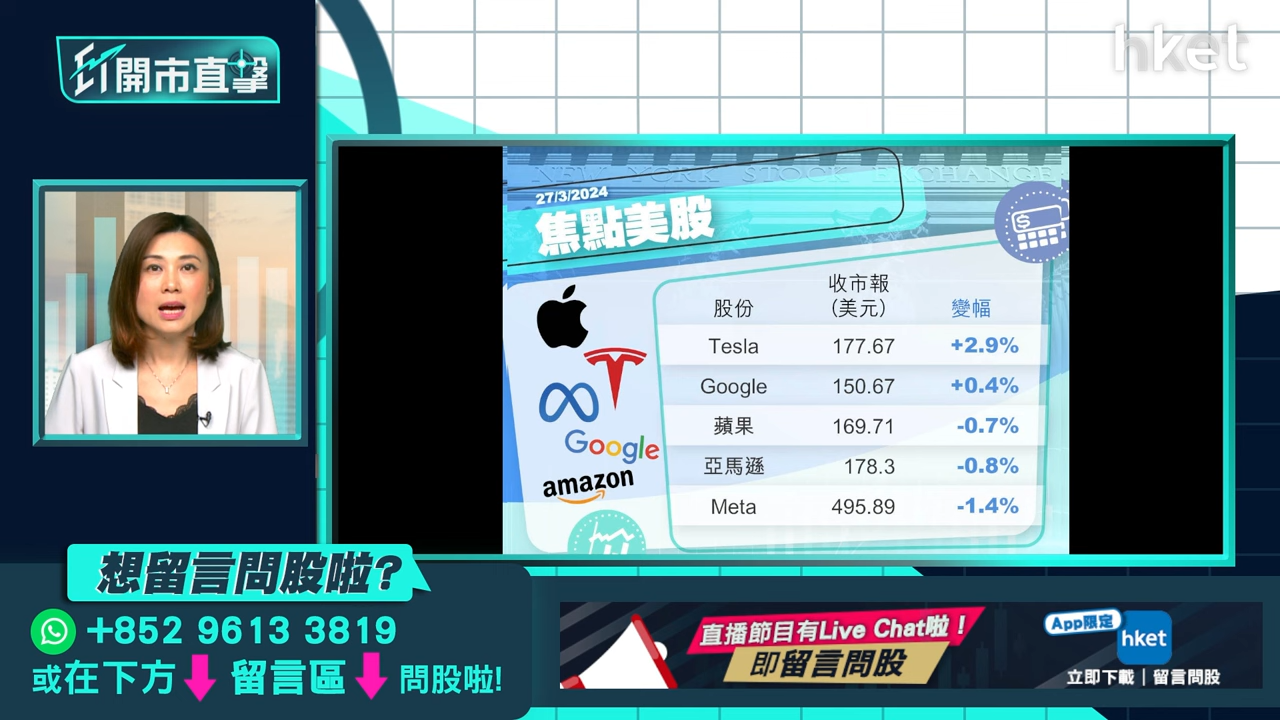 ET開市直擊
hket
NEW YORK STOCK EXCHANGE
27/3/2024
焦點美股
股份 收市報(美元) 變幅
Tesla 177.67 +2.9%
Google 150.67 +0.4%
蘋果 169.71 -0.7%
亞馬遜 178.3 -0.8%
Meta 495.89 -1.4%
Google
amazon
想留言問股啦?
+852 9613 3819
或在下方 留言區 問股啦!
直播節目有Live Chat啦！
即留言問股
App限定
hket
立即下載｜留言問股